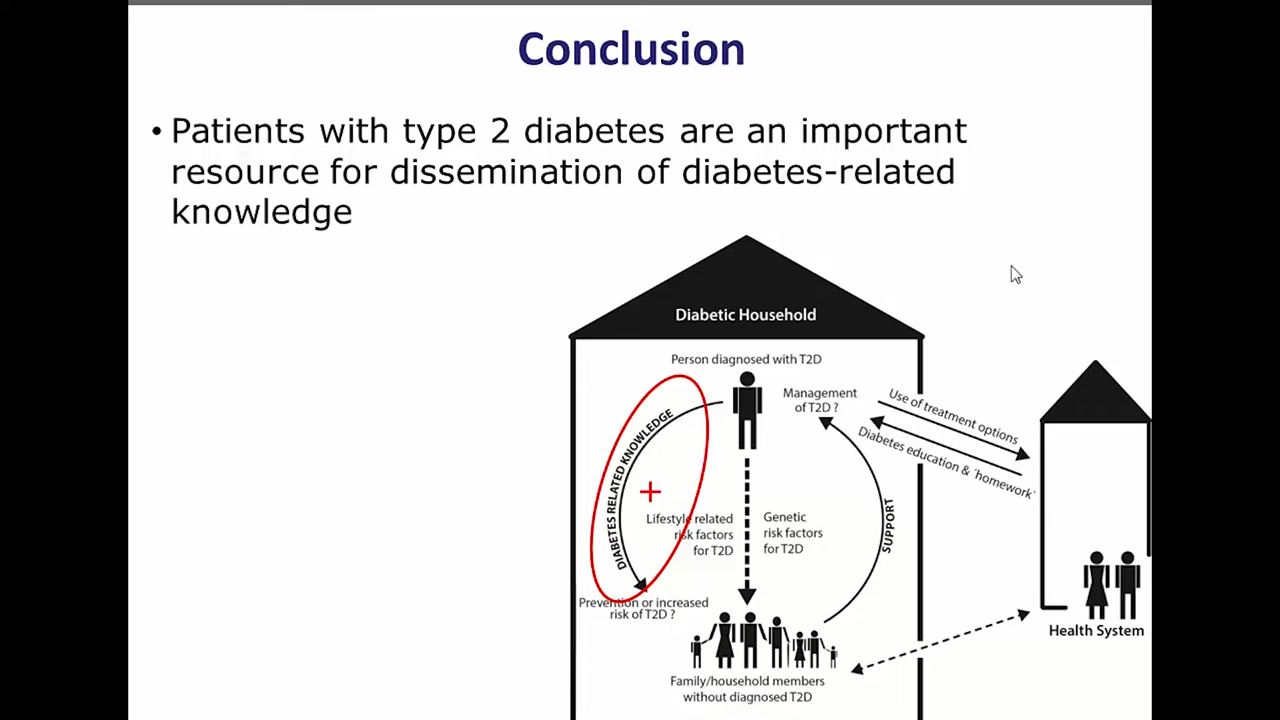 Conclusion
• Patients with type 2 diabetes are an important
resource for dissemination of diabetes-related
knowledge
Diabetic Household
Person diagnosed with T2D
Management
of T2D ?
Use of treatment options
Diabetes education & 'homework'
DIABETES RELATED KNOWLEDGE
+
Lifestyle related
risk factors
for T2D
Genetic
risk factors
for T2D
SUPPORT
Prevention or increased
risk of T2D ?
Health System
Family/household members
without diagnosed T2D